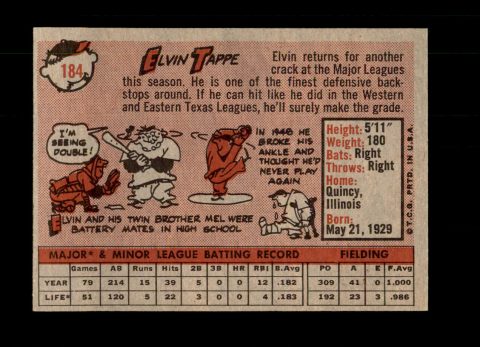 184
ELVIN TAPPE
Elvin returns for another
crack at the Major Leagues
this season. He is one of the finest defensive back-
stops around. If he can hit like he did in the Western
and Eastern Texas Leagues, he'll surely make the grade.
I'M
SEEING
DOUBLE!
ELVIN AND HIS TWIN BROTHER MEL WERE
BATTERY MATES IN HIGH SCHOOL
IN 1948 HE
BROKE HIS
ANKLE AND
THOUGHT HE'D
NEVER PLAY
AGAIN
Height: 5'11"
Weight: 180
Bats: Right
Throws: Right
Home:
Quincy,
Illinois
Born:
May 21, 1929
© T.C.G. PRTD. IN U.S.A.
MAJOR* & MINOR LEAGUE BATTING RECORD FIELDING
Games AB Runs Hits 2B 3B HR RBI B.Avg PO A E F.Avg
YEAR 79 214 15 39 5 0 0 12 .182 309 41 0 1.000
LIFE* 51 120 5 22 3 0 0 4 .183 192 23 3 .986